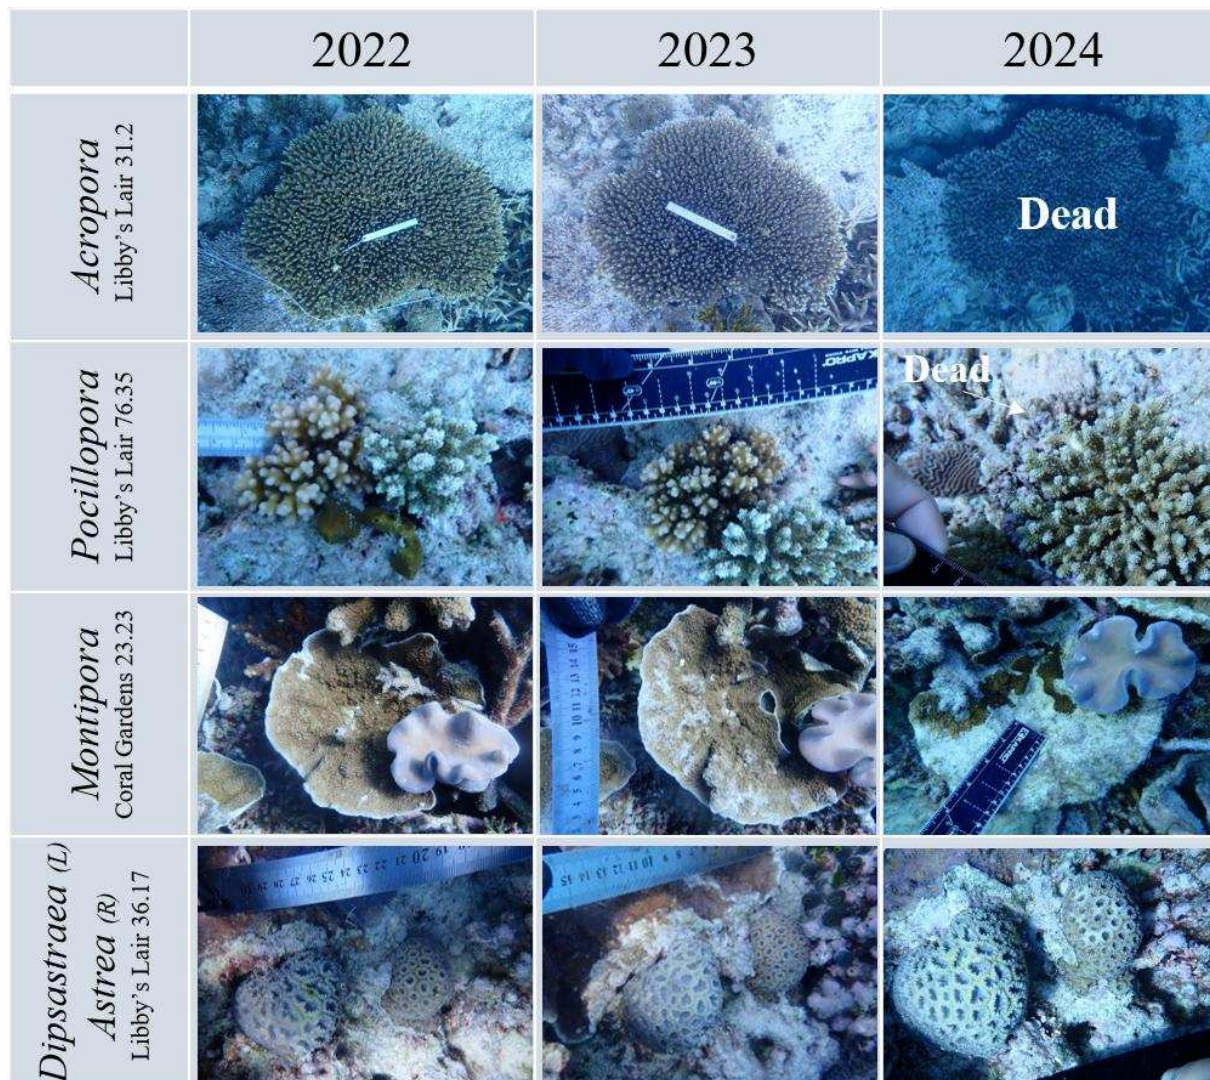 2022 2023 2024
Acropora
Libby's Lair 31.2
Dead
Pocillopora
Libby's Lair 76.35
KAPRO
Dead
Montipora
Coral Gardens 23.23
Dipsastraea (L)
Astrea (R)
Libby's Lair 36.17